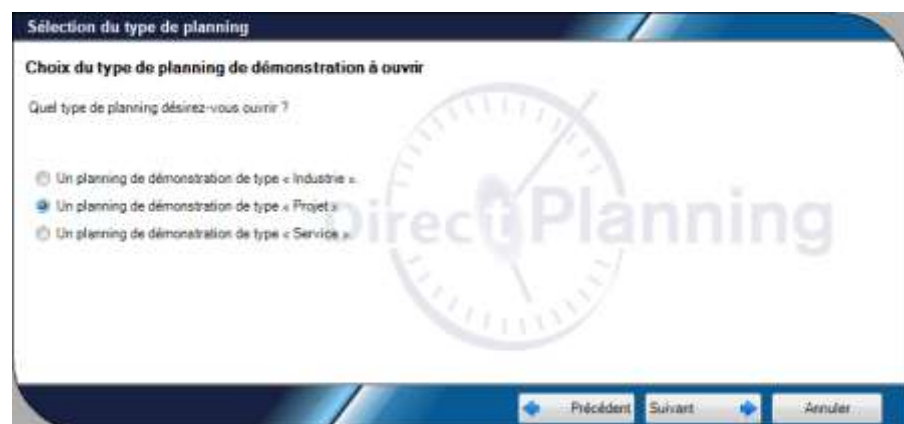 Sélection du type de planning
Choix du type de planning de démonstration à ouvrir
Quel type de planning désirez-vous ouvrir ?
Un planning de démonstration de type « Industrie ».
Un planning de démonstration de type « Projet »
Un planning de démonstration de type « Service ».
Direct Planning
Précédent Suivant Annuler